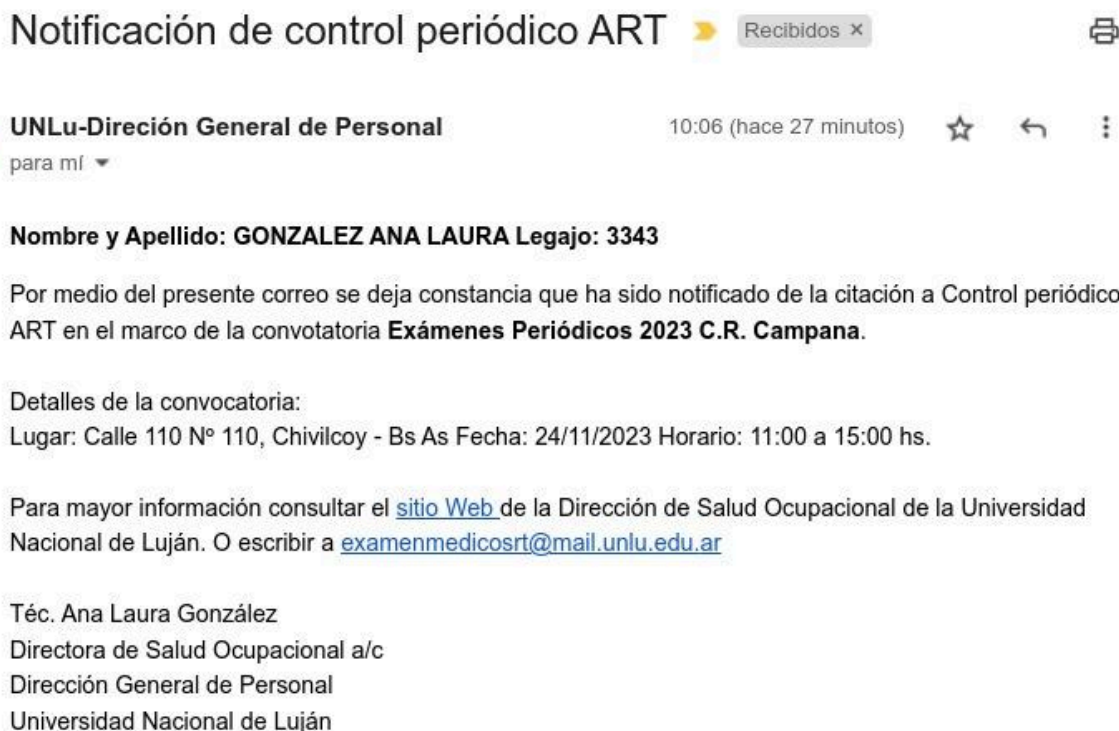 Notificación de control periódico ART Recibidos ×
UNLu-Direción General de Personal 10:06 (hace 27 minutos)
para mí
Nombre y Apellido: GONZALEZ ANA LAURA Legajo: 3343
Por medio del presente correo se deja constancia que ha sido notificado de la citación a Control periódico
ART en el marco de la convotatoria Exámenes Periódicos 2023 C.R. Campana.
Detalles de la convocatoria:
Lugar: Calle 110 Nº 110, Chivilcoy - Bs As Fecha: 24/11/2023 Horario: 11:00 a 15:00 hs.
Para mayor información consultar el sitio Web de la Dirección de Salud Ocupacional de la Universidad
Nacional de Luján. O escribir a examenmedicosrt@mail.unlu.edu.ar
Téc. Ana Laura González
Directora de Salud Ocupacional a/c
Dirección General de Personal
Universidad Nacional de Luján